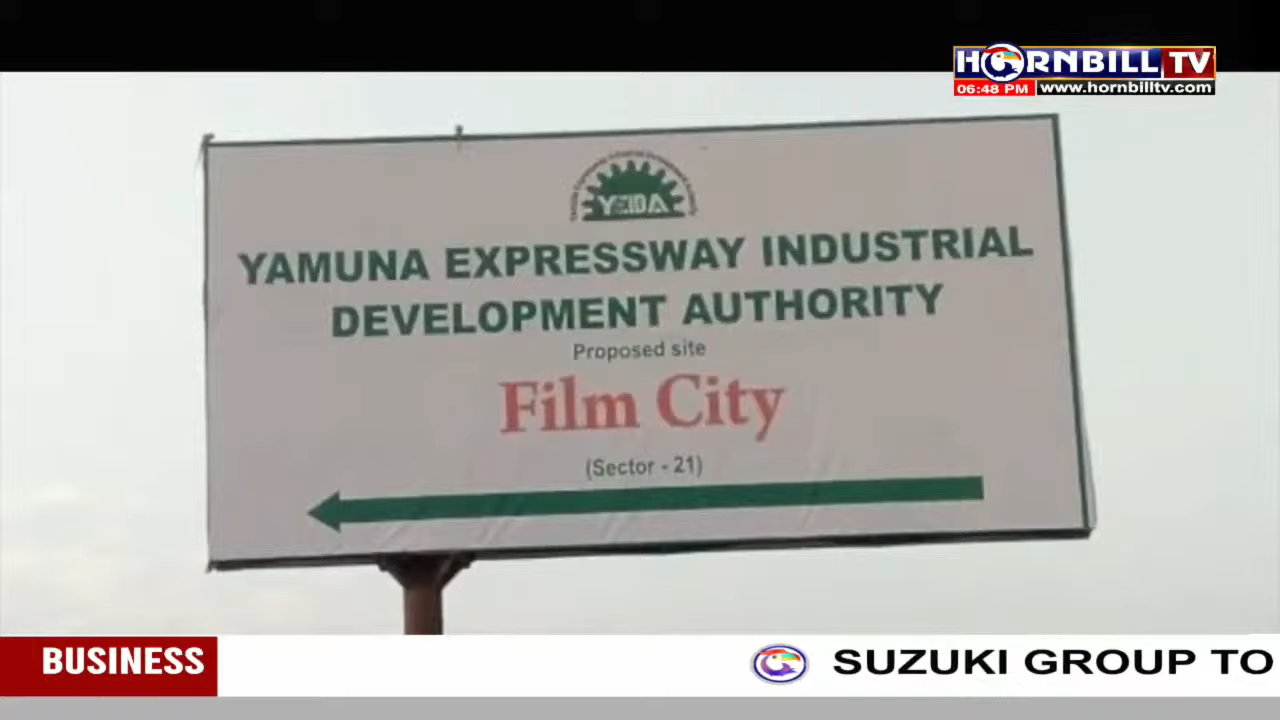 HORNBILL TV
06:48 PM www.hornbilltv.com
YEIDA
YAMUNA EXPRESSWAY INDUSTRIAL
DEVELOPMENT AUTHORITY
Proposed site
Film City
(Sector - 21)
BUSINESS
SUZUKI GROUP TO